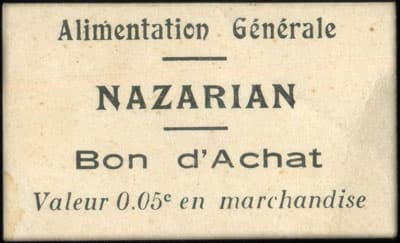 Alimentation Générale
NAZARIAN
Bon d'Achat
Valeur 0.05ᶜ en marchandise